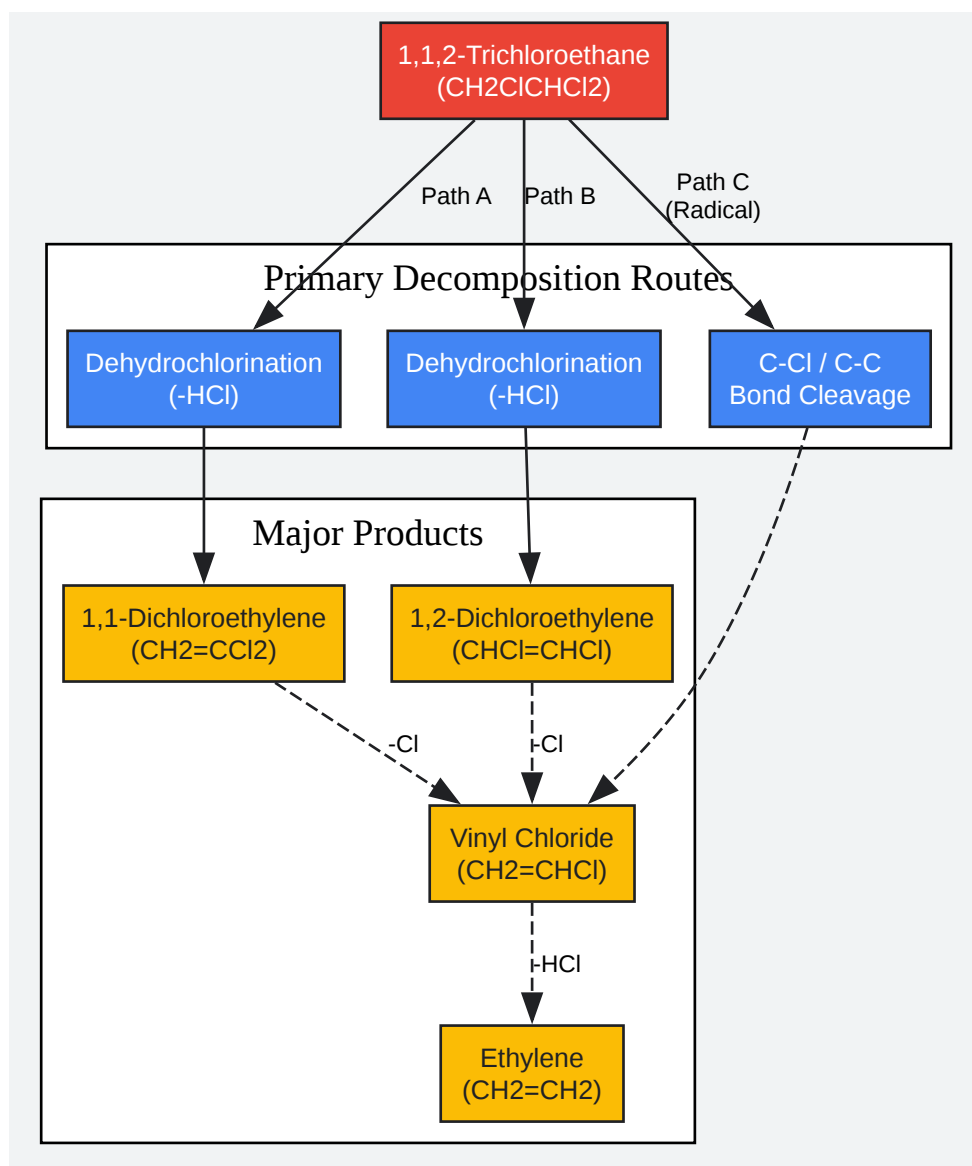 1,1,2-Trichloroethane
(CH2ClCHCl2)
Path A
Path B
Path C
(Radical)
Primary Decomposition Routes
Dehydrochlorination
(-HCl)
Dehydrochlorination
(-HCl)
C-Cl / C-C
Bond Cleavage
Major Products
1,1-Dichloroethylene
(CH2=CCl2)
1,2-Dichloroethylene
(CHCl=CHCl)
-Cl
-Cl
Vinyl Chloride
(CH2=CHCl)
-HCl
Ethylene
(CH2=CH2)